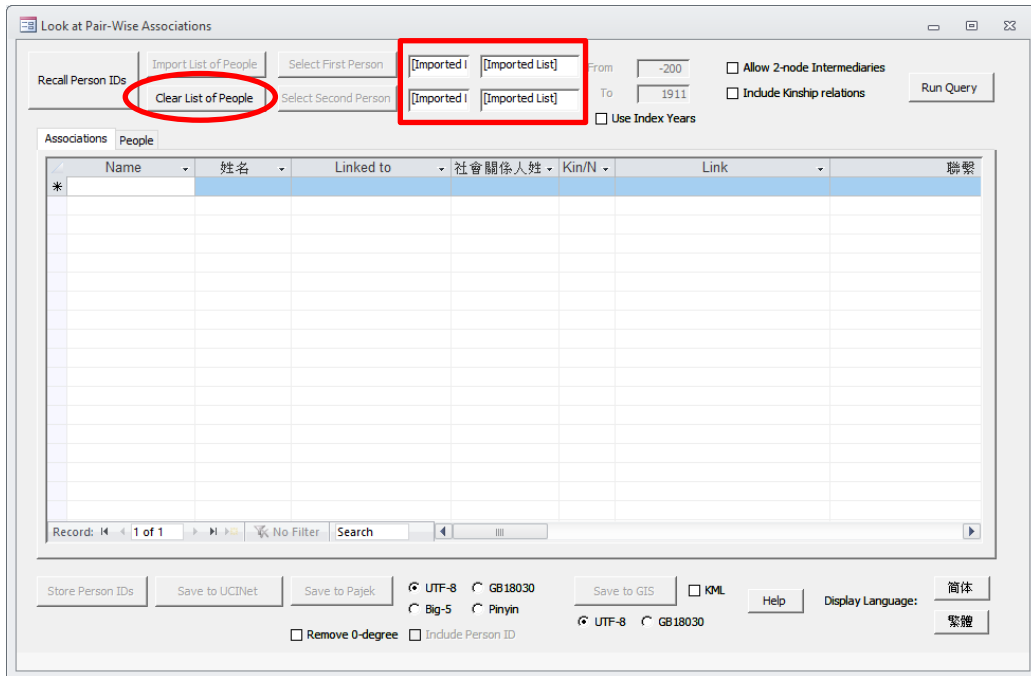 Look at Pair-Wise Associations
Recall Person IDs
Import List of People
Select First Person
[Imported I
[Imported List]
From
-200
Allow 2-node Intermediaries
Run Query
Clear List of People
Select Second Person
[Imported I
[Imported List]
To
1911
Include Kinship relations
Use Index Years
Associations
People
Name
姓名
Linked to
社會關係人姓
Kin/N
Link
聯繫
Record:
1 of 1
No Filter
Search
Store Person IDs
Save to UCINet
Save to Pajek
UTF-8
GB18030
Save to GIS
KML
Help
Display Language:
简体
Big-5
Pinyin
UTF-8
GB18030
繁體
Remove 0-degree
Include Person ID